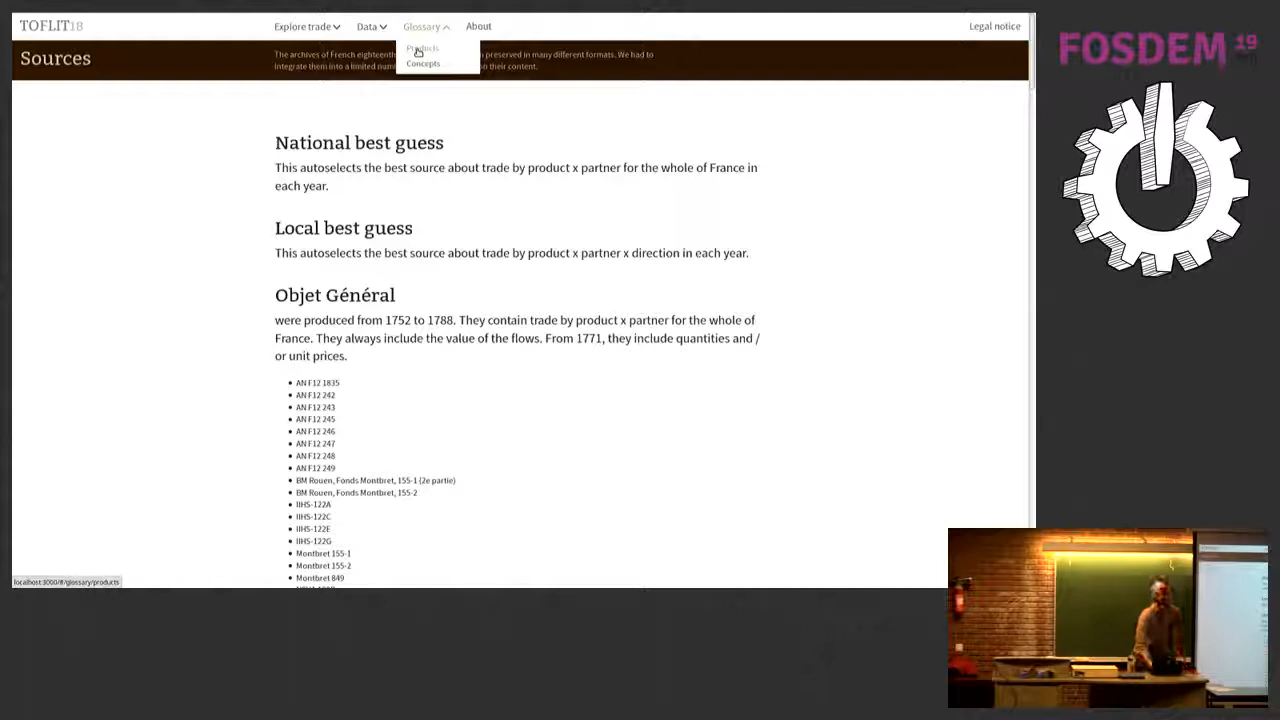 TOFLIT18
Explore trade
Data
Glossary
About
Legal notice
Products
Concepts
Sources
The archives of French eighteenth
preserved in many different formats. We had to
integrate them into a limited
on their content.
National best guess
This autoselects the best source about trade by product x partner for the whole of France in
each year.
Local best guess
This autoselects the best source about trade by product x partner x direction in each year.
Objet Général
were produced from 1752 to 1788. They contain trade by product x partner for the whole of
France. They always include the value of the flows. From 1771, they include quantities and /
or unit prices.
AN F12 1835
AN F12 242
AN F12 243
AN F12 245
AN F12 246
AN F12 247
AN F12 248
AN F12 249
BM Rouen, Fonds Montbret, 155-1 (2e partie)
BM Rouen, Fonds Montbret, 155-2
IIHS-122A
IIHS-122C
IIHS-122E
IIHS-122G
Montbret 155-1
Montbret 155-2
Montbret 849
localhost:3000/#/glossary/products
FOSDEM 19